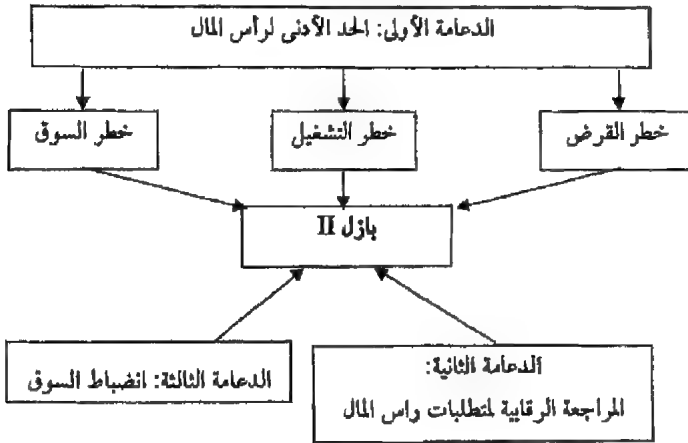 الدعامة الأولى: الحد الأدنى لرأس المال
خطر القرض
خطر التشغيل
خطر السوق
بازل II
الدعامة الثانية:
المراجعة الرقابية لمتطلبات راس المال
الدعامة الثالثة: انضباط السوق